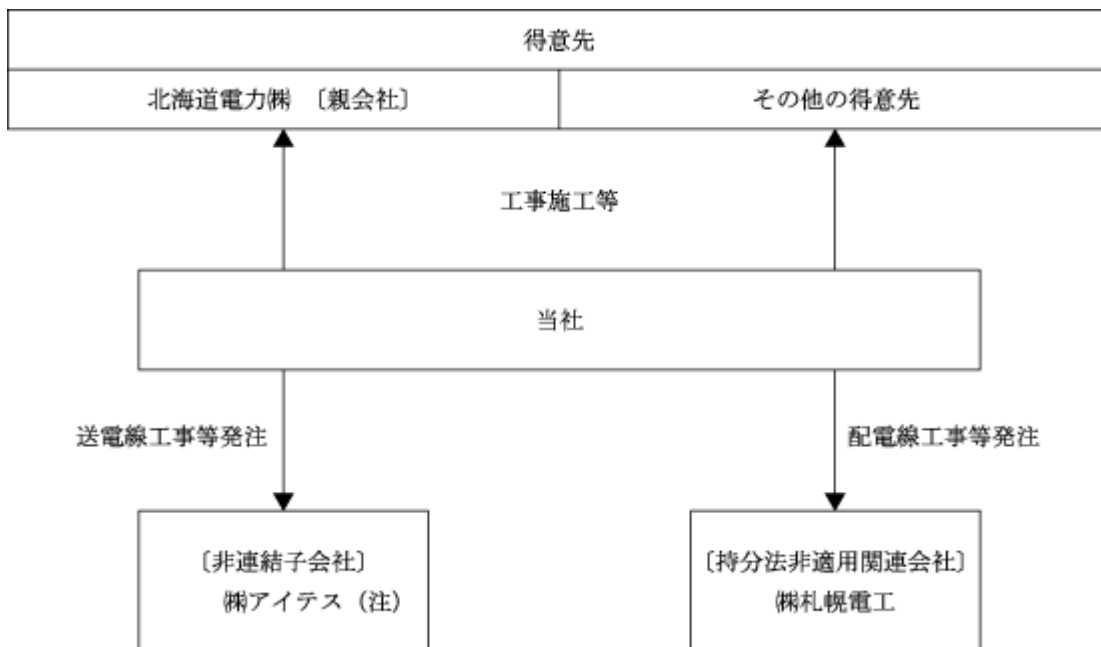 得意先
北海道電力㈱ 〔親会社〕
その他の得意先
工事施工等
当社
送電線工事等発注
配電線工事等発注
〔非連結子会社〕
㈱アイテス（注）
〔持分法非適用関連会社〕
㈱札幌電工